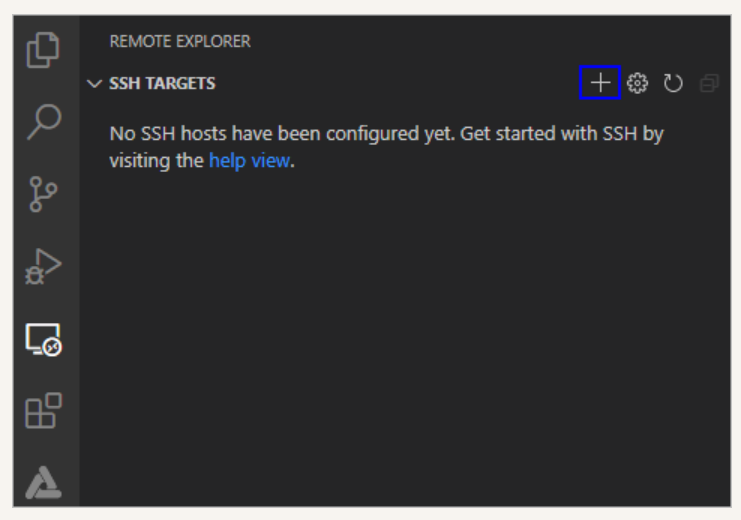 REMOTE EXPLORER
SSH TARGETS
No SSH hosts have been configured yet. Get started with SSH by
visiting the help view.